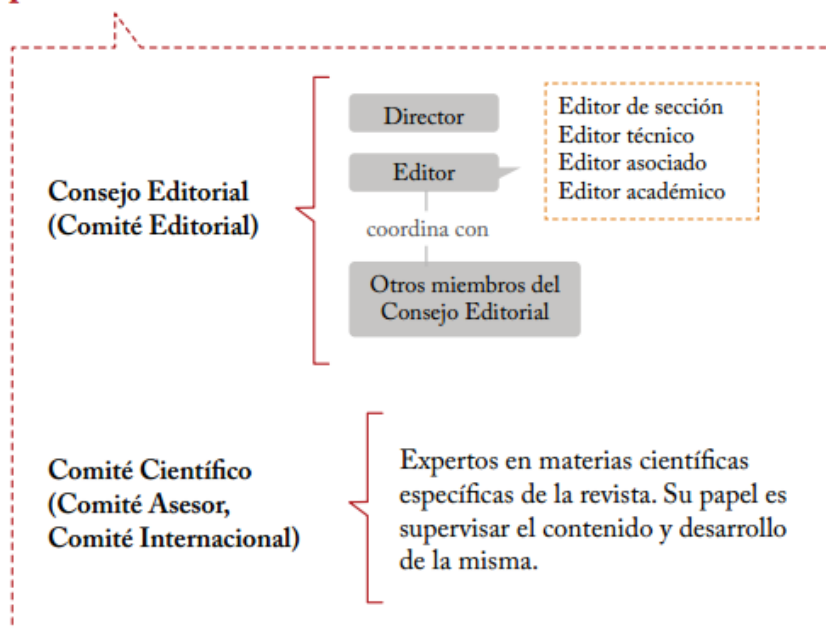 Director
Editor
coordina con
Otros miembros del
Consejo Editorial
Editor de sección
Editor técnico
Editor asociado
Editor académico
Consejo Editorial
(Comité Editorial)
Comité Científico
(Comité Asesor,
Comité Internacional)
Expertos en materias científicas
específicas de la revista. Su papel es
supervisar el contenido y desarrollo
de la misma.